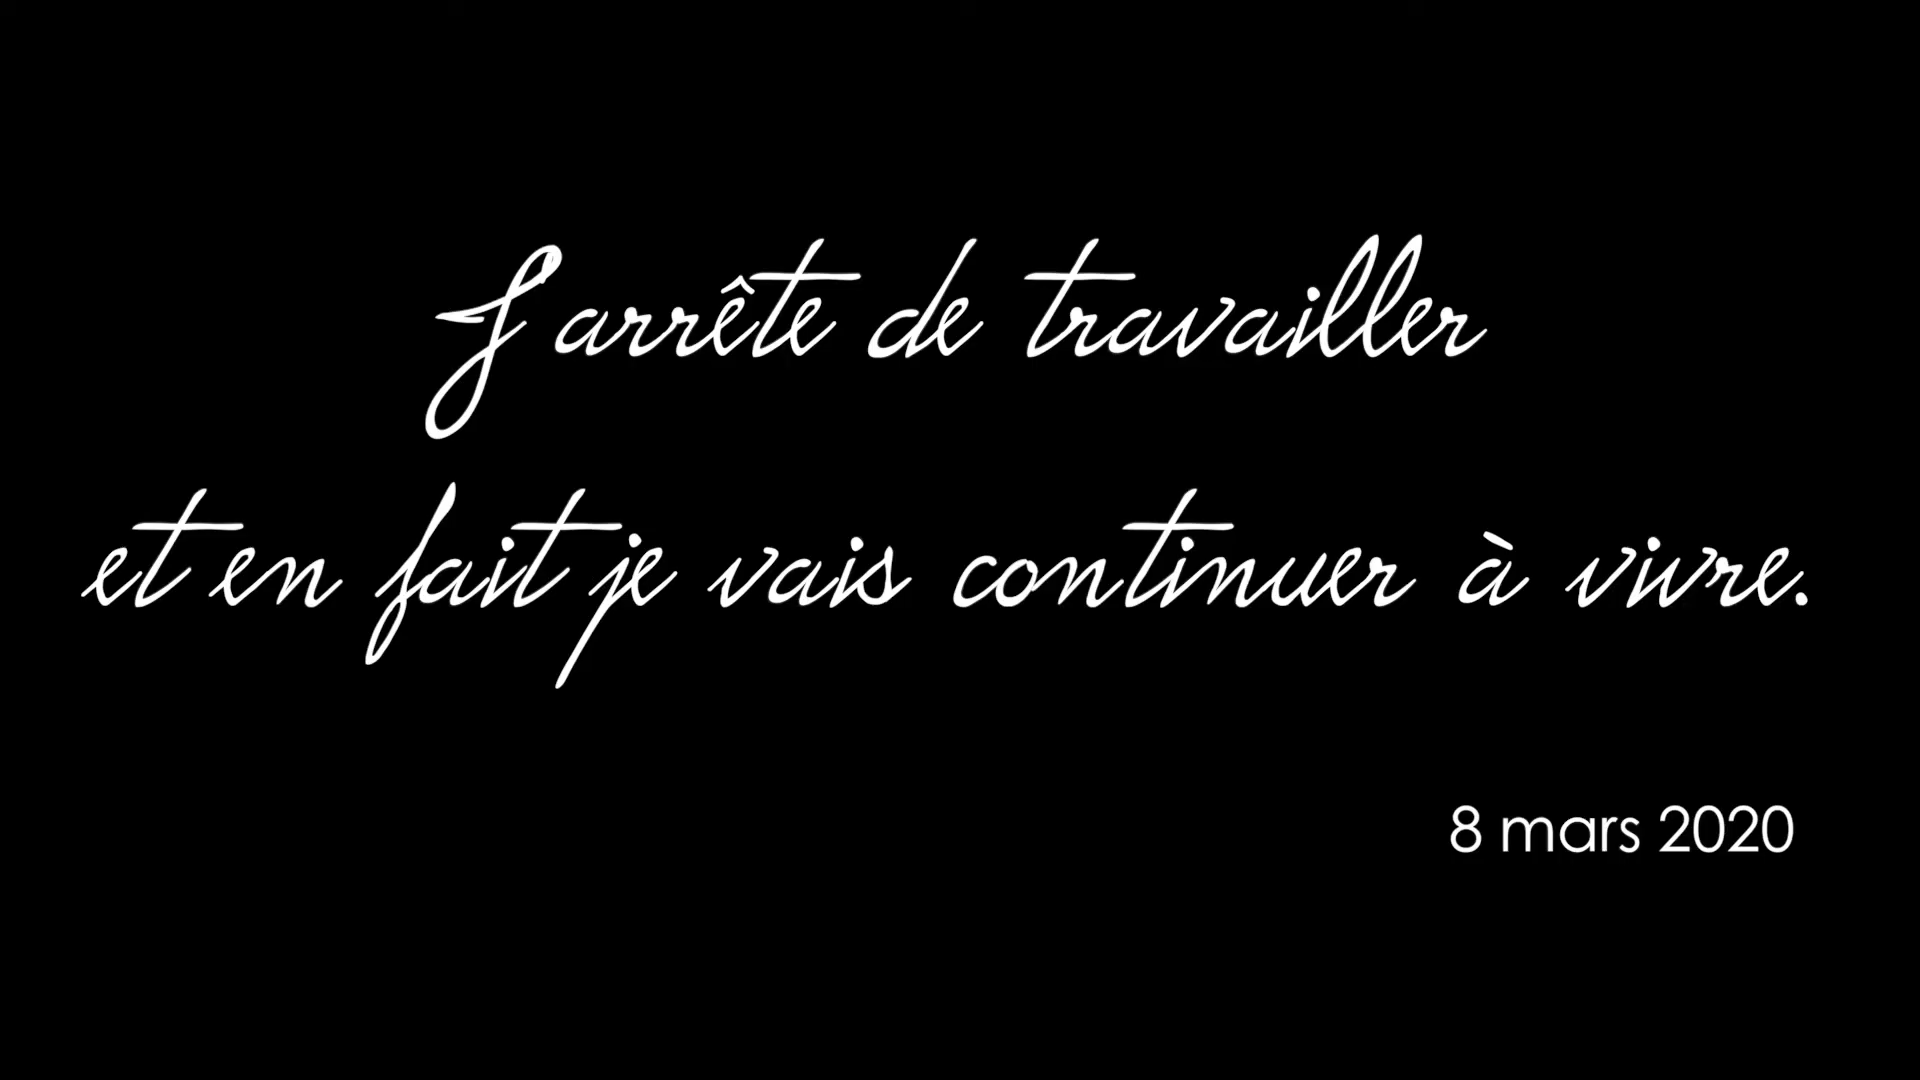 J'arrête de travailler
et en fait je vais continuer à vivre.
8 mars 2020